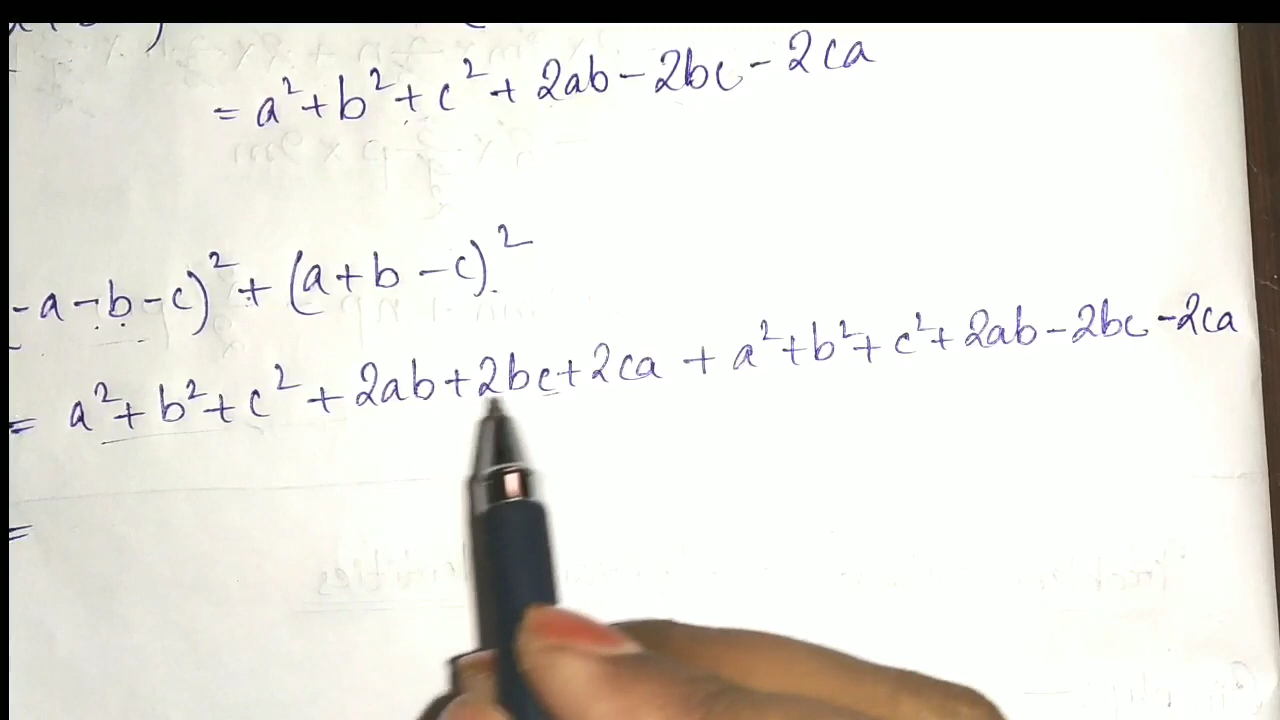 = a² + b² + c² + 2ab - 2bc - 2ca
-a - b - c)² + (a + b - c)²
= a² + b² + c² + 2ab + 2bc + 2ca + a² + b² + c² + 2ab - 2bc - 2ca
=